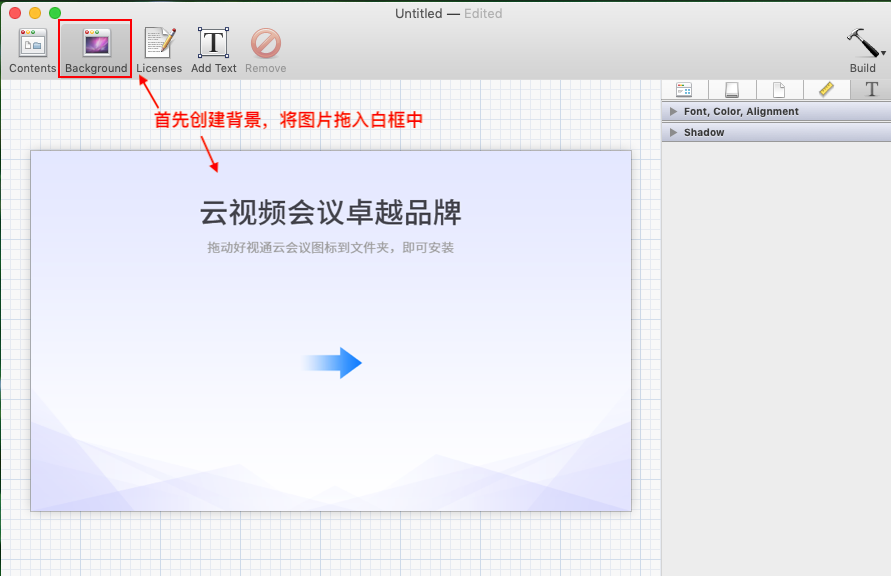 Untitled — Edited
Contents
Background
Licenses
Add Text
Remove
Build
T
T
Font, Color, Alignment
Shadow
首先创建背景，将图片拖入白框中
云视频会议卓越品牌
拖动好视通云会议图标到文件夹，即可安装